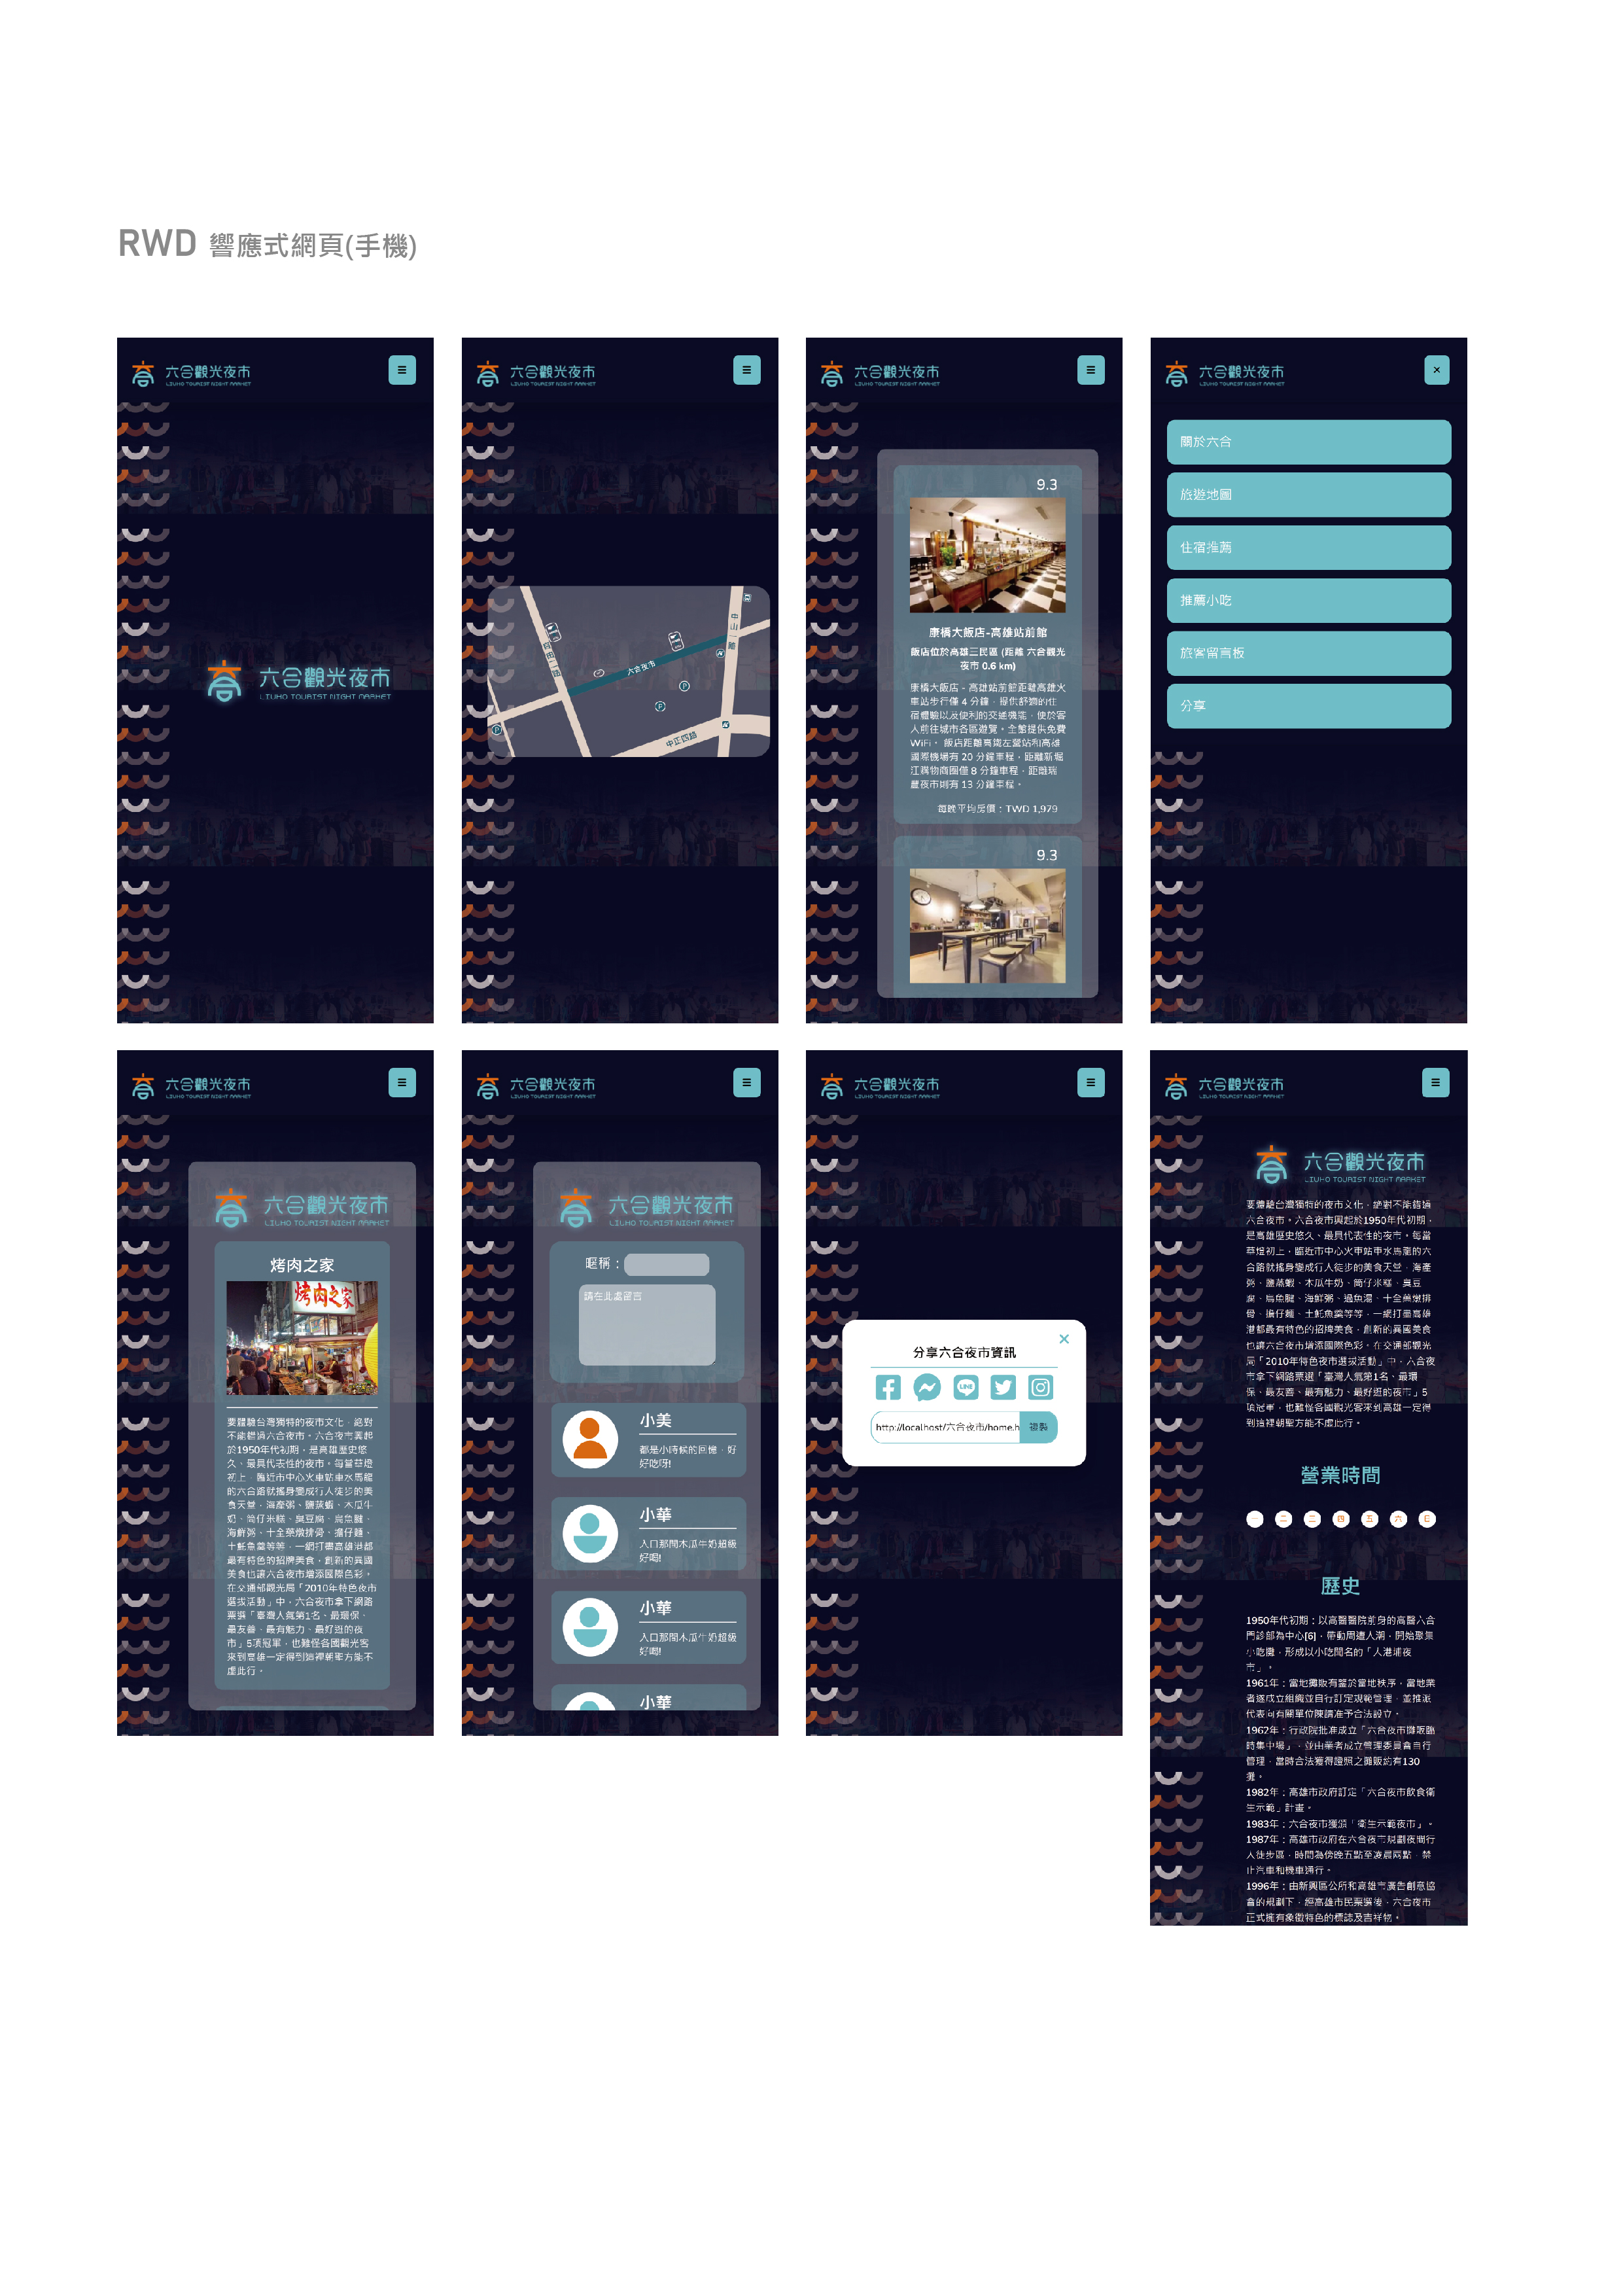 RWD 響應式網頁(手機)
六合觀光夜市
LIUHO TOURIST NIGHT MARKET
六合觀光夜市
LIUHO TOURIST NIGHT MARKET
六合觀光夜市
LIUHO TOURIST NIGHT MARKET
中山一路
六合夜市
中正四路
六合觀光夜市
LIUHO TOURIST NIGHT MARKET
9.3
康橋大飯店-高雄站前館
飯店位於高雄三民區 (距離 六合觀光
夜市 0.6 km)
康橋大飯店 - 高雄站前館距離高雄火
車站步行僅 4 分鐘，提供舒適的住
宿體驗以及便利的交通機能，使於客
人前往城市各區遊覽。全館提供免費
WiFi。 飯店距離高鐵左營站和高雄
國際機場有 20 分鐘車程，距離新堀
江購物商圈僅 8 分鐘車程，距離瑞
豐夜市則有 13 分鐘車程。
每晚平均房價：TWD 1,979
9.3
六合觀光夜市
LIUHO TOURIST NIGHT MARKET
關於六合
旅遊地圖
住宿推薦
推薦小吃
旅客留言板
分享
六合觀光夜市
LIUHO TOURIST NIGHT MARKET
六合觀光夜市
LIUHO TOURIST NIGHT MARKET
烤肉之家
烤肉之家
要體驗台灣獨特的夜市文化，絕對
不能錯過六合夜市。六合夜市興起
於1950年代初期，是高雄歷史悠
久、最具代表性的夜市。每當華燈
初上，臨近市中心火車站車水馬龍
的六合路就搖身變成行人徒步的美
食天堂，海產粥、鹽蒸蝦、木瓜牛
奶、筒仔米糕、臭豆腐、烏魚腱、
海鮮粥、十全藥燉排骨、擔仔麵、
土魠魚羹等等，一網打盡高雄港都
最有特色的招牌美食，創新的異國
美食也讓六合夜市增添國際色彩。
在交通部觀光局「2010年特色夜市
選拔活動」中，六合夜市拿下網路
票選「臺灣人氣第1名、最環保、
最友善、最有魅力、最好逛的夜
市」5項冠軍，也難怪各國觀光客
來到高雄一定得到這裡朝聖方能不
虛此行。
六合觀光夜市
LIUHO TOURIST NIGHT MARKET
六合觀光夜市
LIUHO TOURIST NIGHT MARKET
暱稱：
請在此處留言
小美
都是小時候的回憶，好
好吃呀!
小華
入口那間木瓜牛奶超級
好喝!
小華
入口那間木瓜牛奶超級
好喝!
小華
六合觀光夜市
LIUHO TOURIST NIGHT MARKET
分享六合夜市資訊
LINE
http://localhost/六合夜市/home.h 複製
六合觀光夜市
LIUHO TOURIST NIGHT MARKET
六合觀光夜市
LIUHO TOURIST NIGHT MARKET
要體驗台灣獨特的夜市文化，絕對不能錯過
六合夜市。六合夜市興起於1950年代初期，
是高雄歷史悠久、最具代表性的夜市。每當
華燈初上，臨近市中心火車站車水馬龍的六
合路就搖身變成行人徒步的美食天堂，海產
粥、鹽蒸蝦、木瓜牛奶、筒仔米糕、臭豆
腐、烏魚腱、海鮮粥、過魚湯、十全藥燉排
骨、擔仔麵、土魠魚羹等等，一網打盡高雄
港都最有特色的招牌美食，創新的異國美食
也讓六合夜市增添國際色彩。在交通部觀光
局「2010年特色夜市選拔活動」中，六合夜
市拿下網路票選「臺灣人氣第1名、最環
保、最友善、最有魅力、最好逛的夜市」5
項冠軍，也難怪各國觀光客來到高雄一定得
到這裡朝聖方能不虛此行。
營業時間
一 二 三 四 五 六 日
歷史
1950年代初期：以高醫醫院前身的高醫六合
門診部為中心[6]，帶動周遭人潮，開始聚集
小吃攤，形成以小吃聞名的「大港埔夜
市」。
1961年：當地攤販有鑒於當地秩序，當地業
者遂成立組織並自行訂定規範管理，並推派
代表向有關單位陳請准予合法設立。
1962年：行政院批准成立「六合夜市攤販臨
時集中場」，並由業者成立管理委員會自行
管理，當時合法獲得證照之攤販約有130
攤。
1982年：高雄市政府訂定「六合夜市飲食衛
生示範」計畫。
1983年：六合夜市獲頒「衛生示範夜市」。
1987年：高雄市政府在六合夜市規劃夜間行
人徒步區，時間為傍晚五點至凌晨兩點，禁
止汽車和機車通行。
1996年：由新興區公所和高雄市廣告創意協
會的規劃下，經高雄市民票選後，六合夜市
正式擁有象徵特色的標誌及吉祥物。